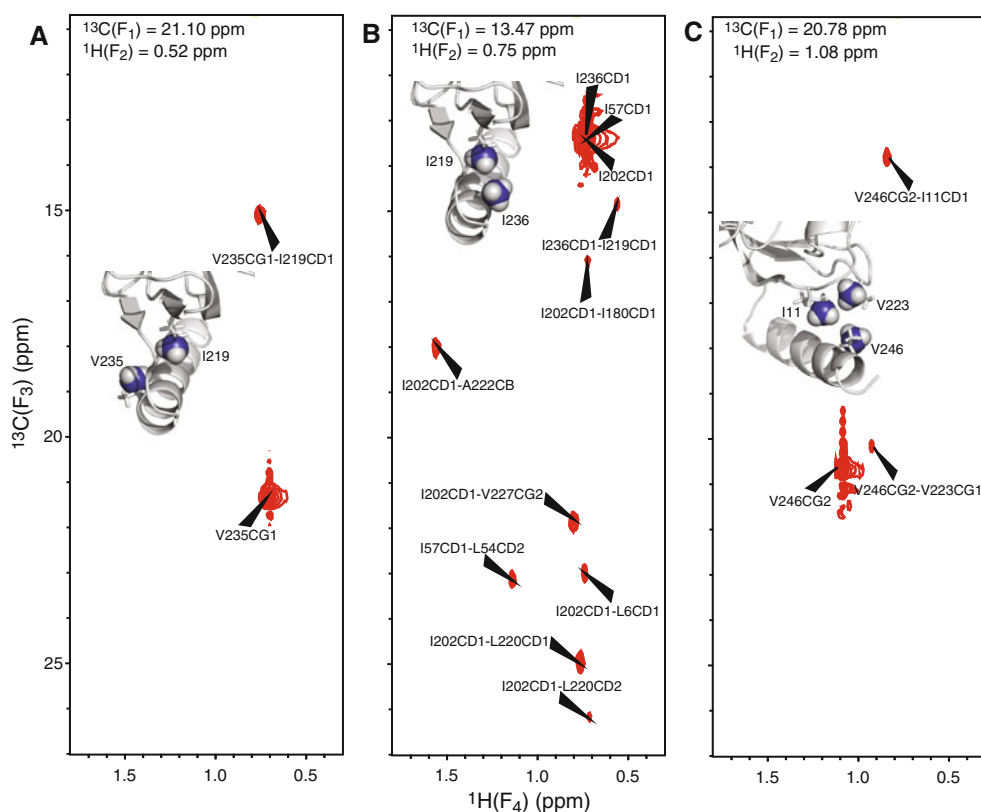 A
¹³C(F₁) = 21.10 ppm
¹H(F₂) = 0.52 ppm
V235CG1-I219CD1
V235
I219
V235CG1
B
¹³C(F₁) = 13.47 ppm
¹H(F₂) = 0.75 ppm
I236CD1
I57CD1
I202CD1
I219
I236
I236CD1-I219CD1
I202CD1-I180CD1
I202CD1-A222CB
I202CD1-V227CG2
I57CD1-L54CD2
I202CD1-L6CD1
I202CD1-L220CD1
I202CD1-L220CD2
C
¹³C(F₁) = 20.78 ppm
¹H(F₂) = 1.08 ppm
V246CG2-I11CD1
I11
V223
V246
V246CG2
V246CG2-V223CG1
15
20
25
¹³C(F₃) (ppm)
1.5 1.0 0.5
1.5 1.0 0.5
1.5 1.0 0.5
¹H(F₄) (ppm)